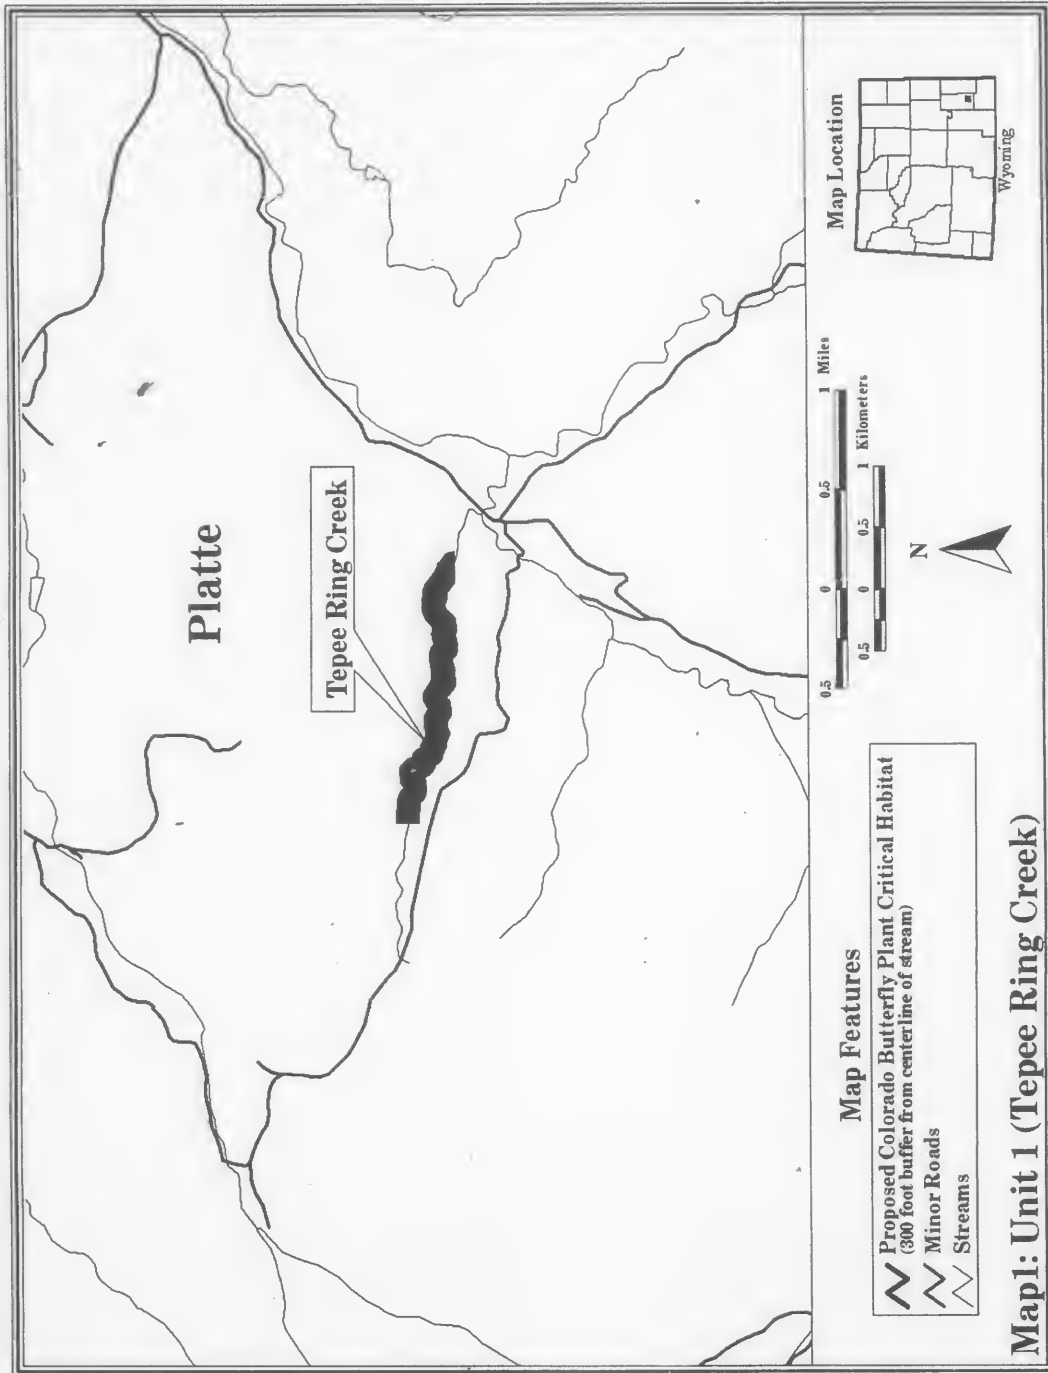 Platte
Tepee Ring Creek
Map Features
Proposed Colorado Butterfly Plant Critical Habitat
(300 foot buffer from centerline of stream)
Minor Roads
Streams
0.5 0 0.5 1 Miles
0.5 0 0.5 1 Kilometers
N
Map Location
Wyoming
Map1: Unit 1 (Tepee Ring Creek)